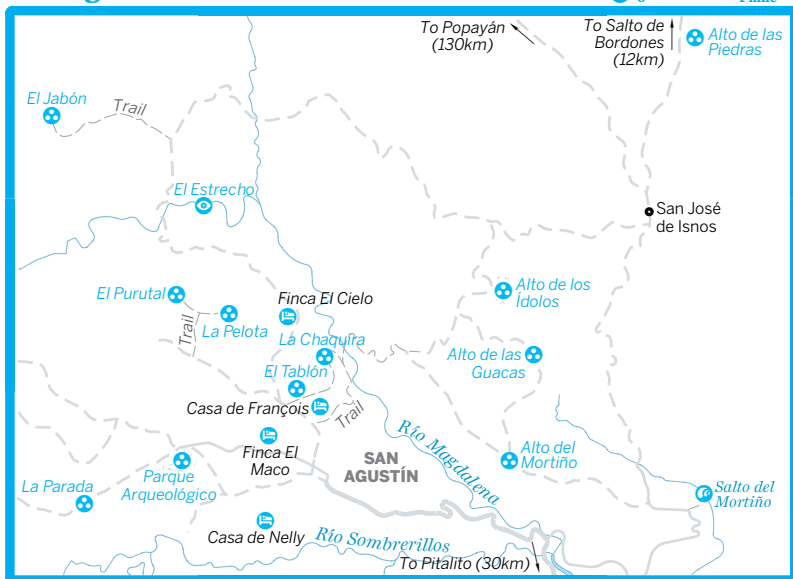 To Popayán
(130km)
To Salto de
Bordones
(12km)
Alto de las
Piedras
El Jabón
Trail
El Estrecho
San José
de Isnos
El Purutal
Finca El Cielo
Alto de los
Ídolos
La Pelota
Trail
La Chaquira
Alto de las
Guacas
El Tablón
Casa de François
Trail
Río Magdalena
Finca El
Maco
SAN
AGUSTÍN
Alto del
Mortiño
La Parada
Parque
Arqueológico
Salto del
Mortiño
Casa de Nelly
Río Sombrerillos
To Pitalito (30km)